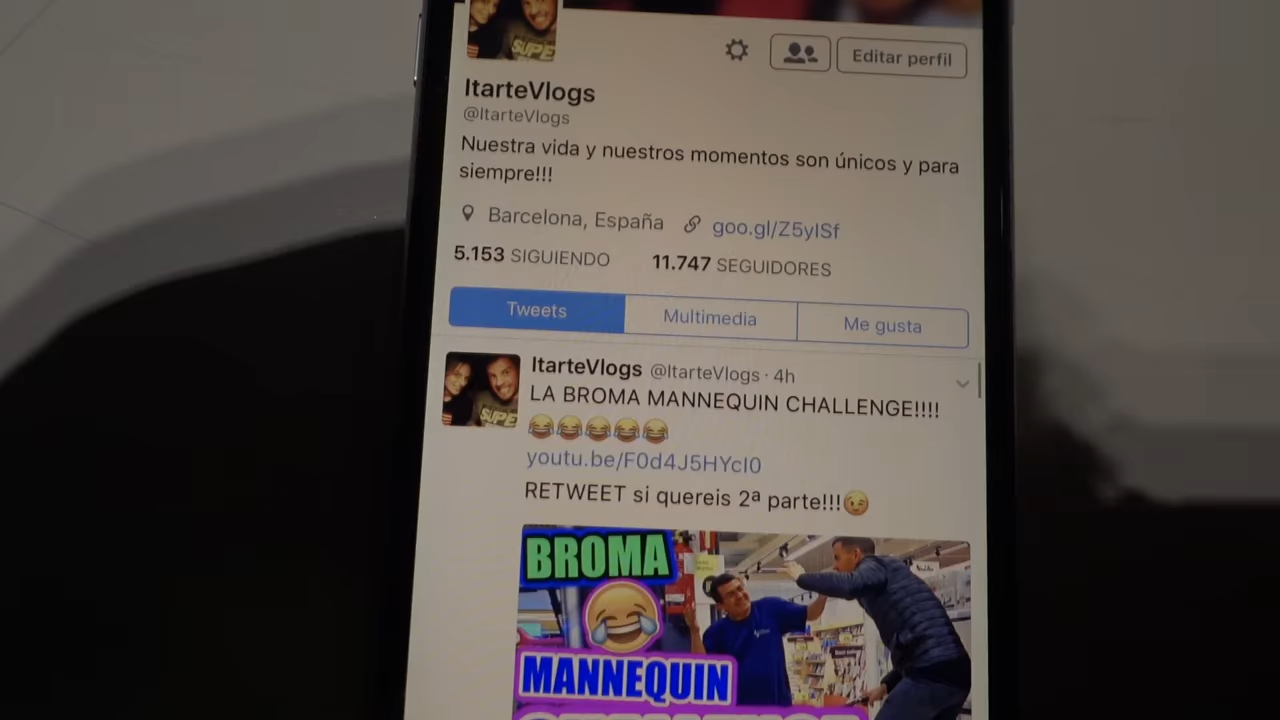 SUPE
Editar perfil
ItarteVlogs
@ItarteVlogs
Nuestra vida y nuestros momentos son únicos y para
siempre!!!
Barcelona, España goo.gl/Z5ylSf
5.153 SIGUIENDO 11.747 SEGUIDORES
Tweets Multimedia Me gusta
ItarteVlogs @ItarteVlogs · 4h
LA BROMA MANNEQUIN CHALLENGE!!!!
😂😂😂😂😂
youtu.be/F0d4J5HYcI0
RETWEET si quereis 2ª parte!!!😉
SUPE
BROMA
MANNEQUIN